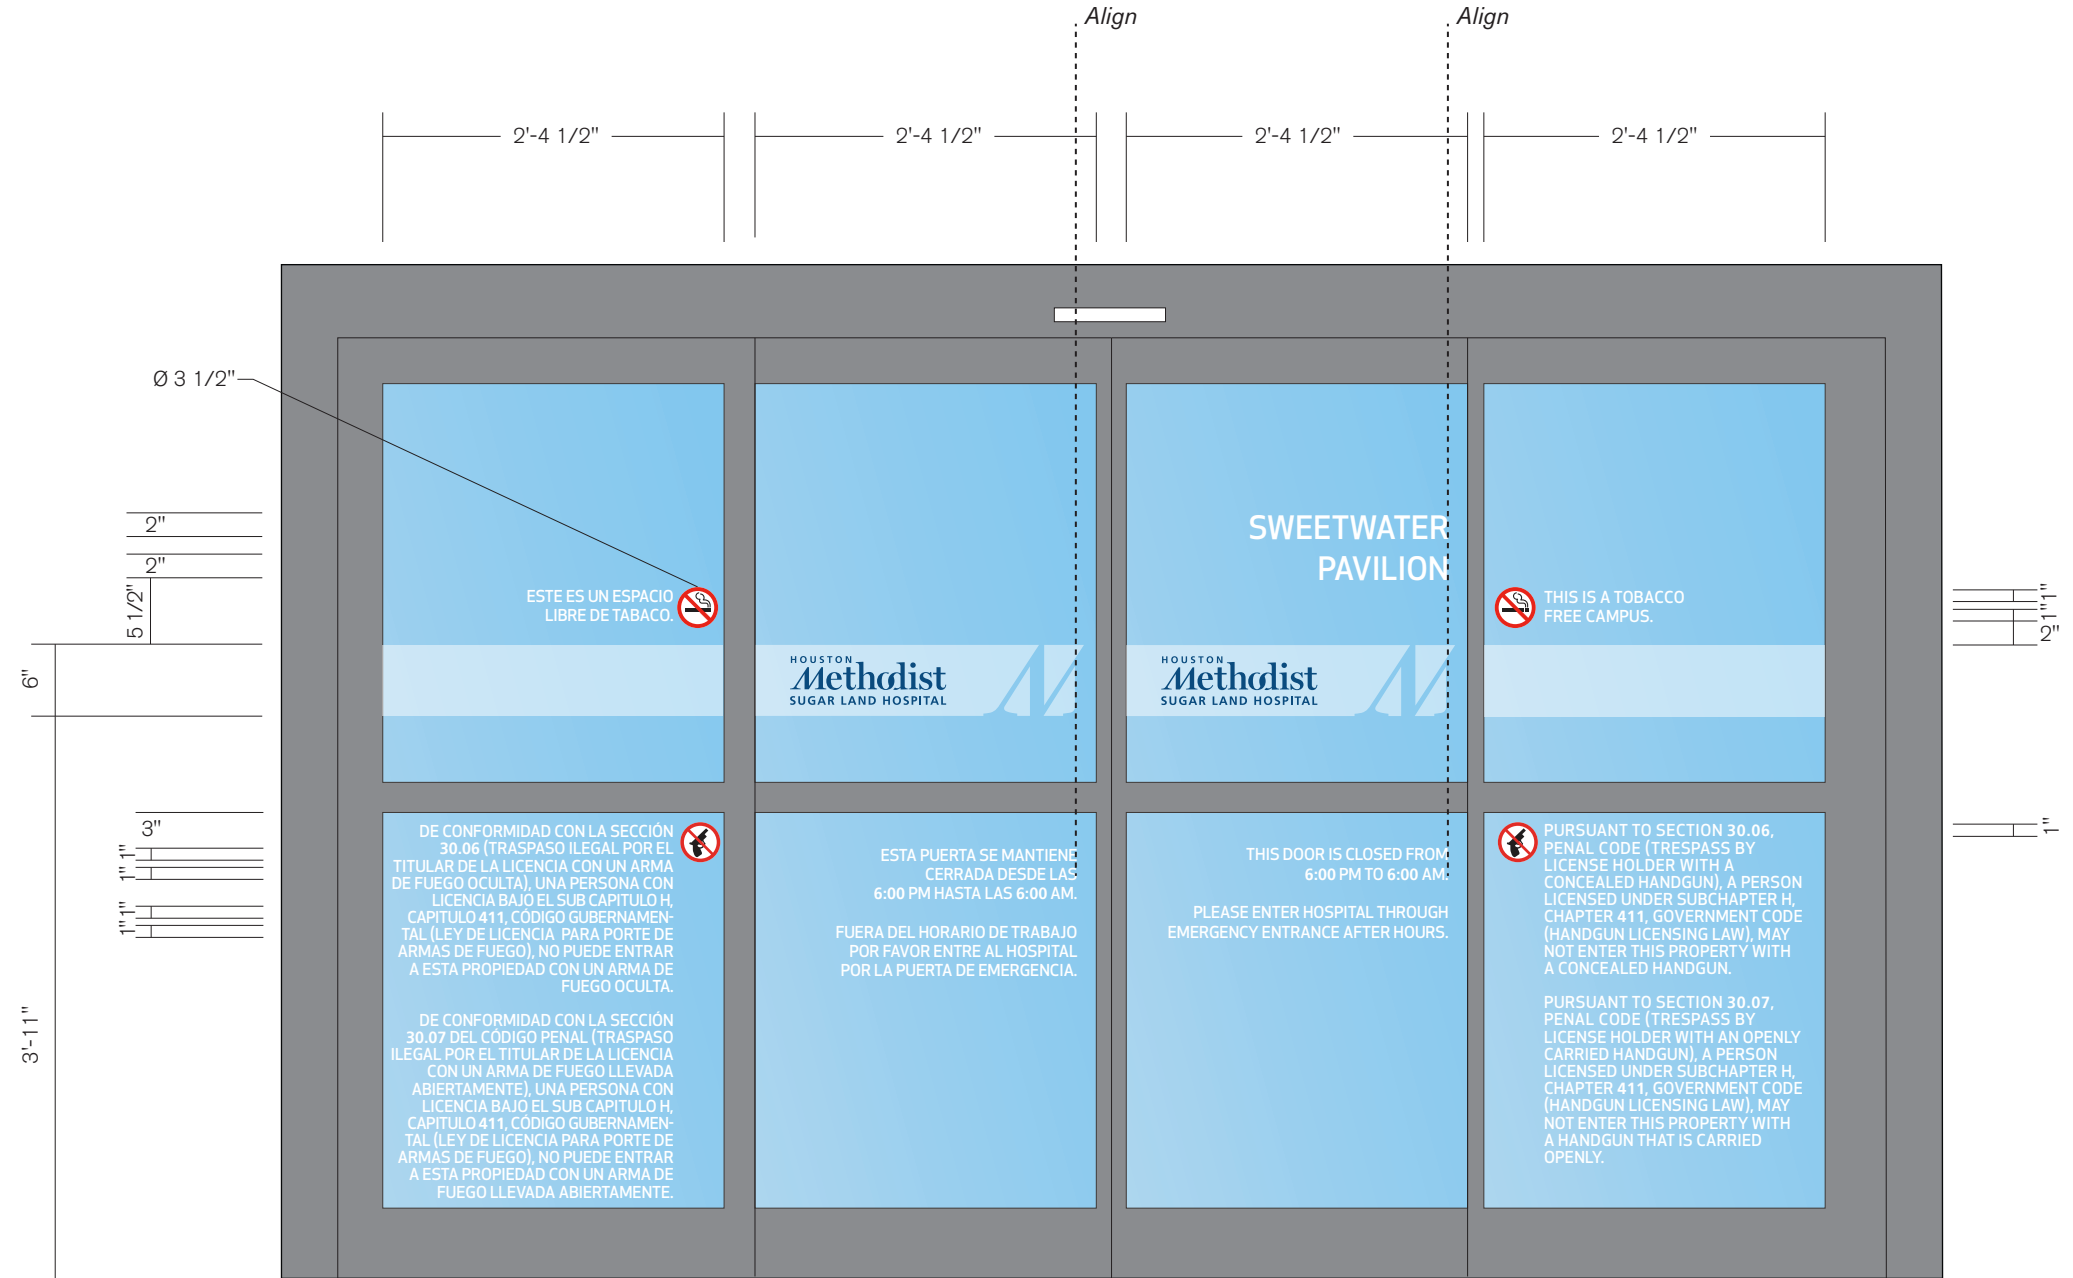 Align
Align
2'-4 1/2"
2'-4 1/2"
2'-4 1/2"
2'-4 1/2"
Ø 3 1/2"
2"
2"
5 1/2"
6"
3'-11"
3"
1"
1"
1"
1"
ESTE ES UN ESPACIO
LIBRE DE TABACO.
HOUSTON
Methodist
SUGAR LAND HOSPITAL
M
SWEETWATER
PAVILION
HOUSTON
Methodist
SUGAR LAND HOSPITAL
M
THIS IS A TOBACCO
FREE CAMPUS.
1"
1"
2"
1"
DE CONFORMIDAD CON LA SECCIÓN
30.06 (TRASPASO ILEGAL POR EL
TITULAR DE LA LICENCIA CON UN ARMA
DE FUEGO OCULTA), UNA PERSONA CON
LICENCIA BAJO EL SUB CAPITULO H,
CAPITULO 411, CÓDIGO GUBERNAMEN-
TAL (LEY DE LICENCIA PARA PORTE DE
ARMAS DE FUEGO), NO PUEDE ENTRAR
A ESTA PROPIEDAD CON UN ARMA DE
FUEGO OCULTA.
DE CONFORMIDAD CON LA SECCIÓN
30.07 DEL CÓDIGO PENAL (TRASPASO
ILEGAL POR EL TITULAR DE LA LICENCIA
CON UN ARMA DE FUEGO LLEVADA
ABIERTAMENTE), UNA PERSONA CON
LICENCIA BAJO EL SUB CAPITULO H,
CAPITULO 411, CÓDIGO GUBERNAMEN-
TAL (LEY DE LICENCIA PARA PORTE DE
ARMAS DE FUEGO), NO PUEDE ENTRAR
A ESTA PROPIEDAD CON UN ARMA DE
FUEGO LLEVADA ABIERTAMENTE.
ESTA PUERTA SE MANTIENE
CERRADA DESDE LAS
6:00 PM HASTA LAS 6:00 AM.
FUERA DEL HORARIO DE TRABAJO
POR FAVOR ENTRE AL HOSPITAL
POR LA PUERTA DE EMERGENCIA.
THIS DOOR IS CLOSED FROM
6:00 PM TO 6:00 AM.
PLEASE ENTER HOSPITAL THROUGH
EMERGENCY ENTRANCE AFTER HOURS.
PURSUANT TO SECTION 30.06,
PENAL CODE (TRESPASS BY
LICENSE HOLDER WITH A
CONCEALED HANDGUN), A PERSON
LICENSED UNDER SUBCHAPTER H,
CHAPTER 411, GOVERNMENT CODE
(HANDGUN LICENSING LAW), MAY
NOT ENTER THIS PROPERTY WITH
A CONCEALED HANDGUN.
PURSUANT TO SECTION 30.07,
PENAL CODE (TRESPASS BY
LICENSE HOLDER WITH AN OPENLY
CARRIED HANDGUN), A PERSON
LICENSED UNDER SUBCHAPTER H,
CHAPTER 411, GOVERNMENT CODE
(HANDGUN LICENSING LAW), MAY
NOT ENTER THIS PROPERTY WITH
A HANDGUN THAT IS CARRIED
OPENLY.